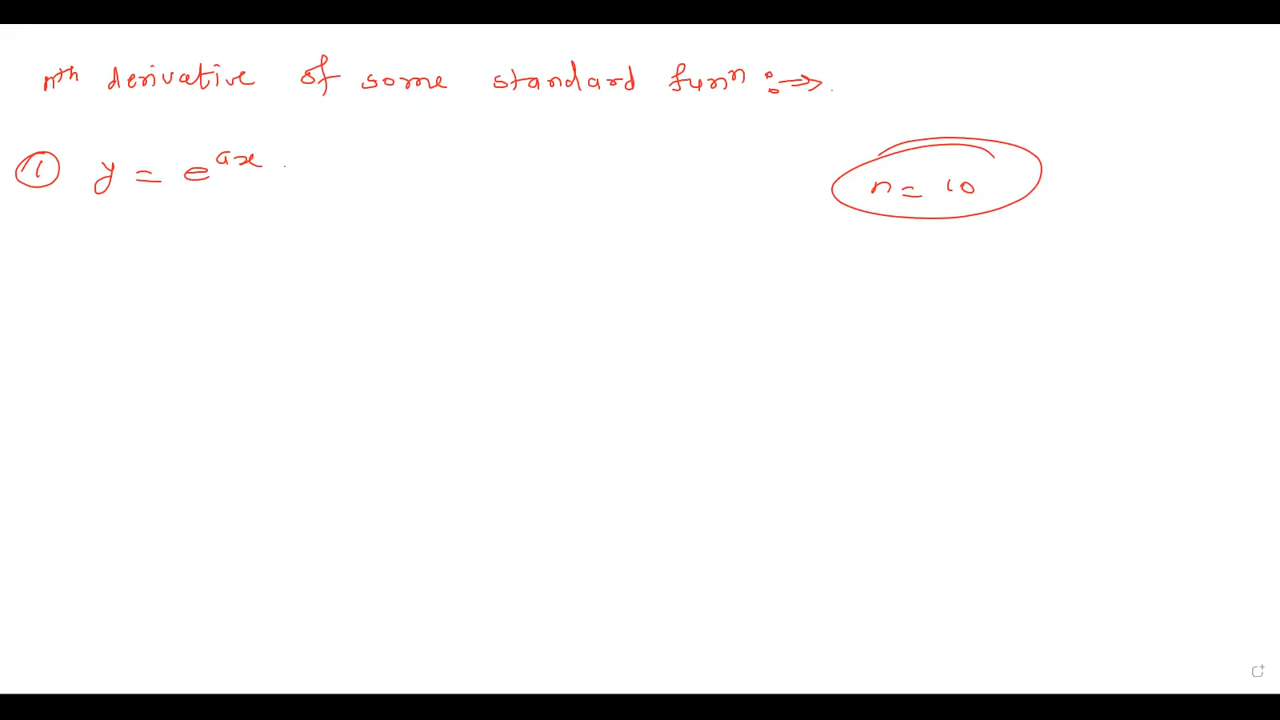 nth derivative of some standard funⁿ :→
① y = e^{ax}
n = 10